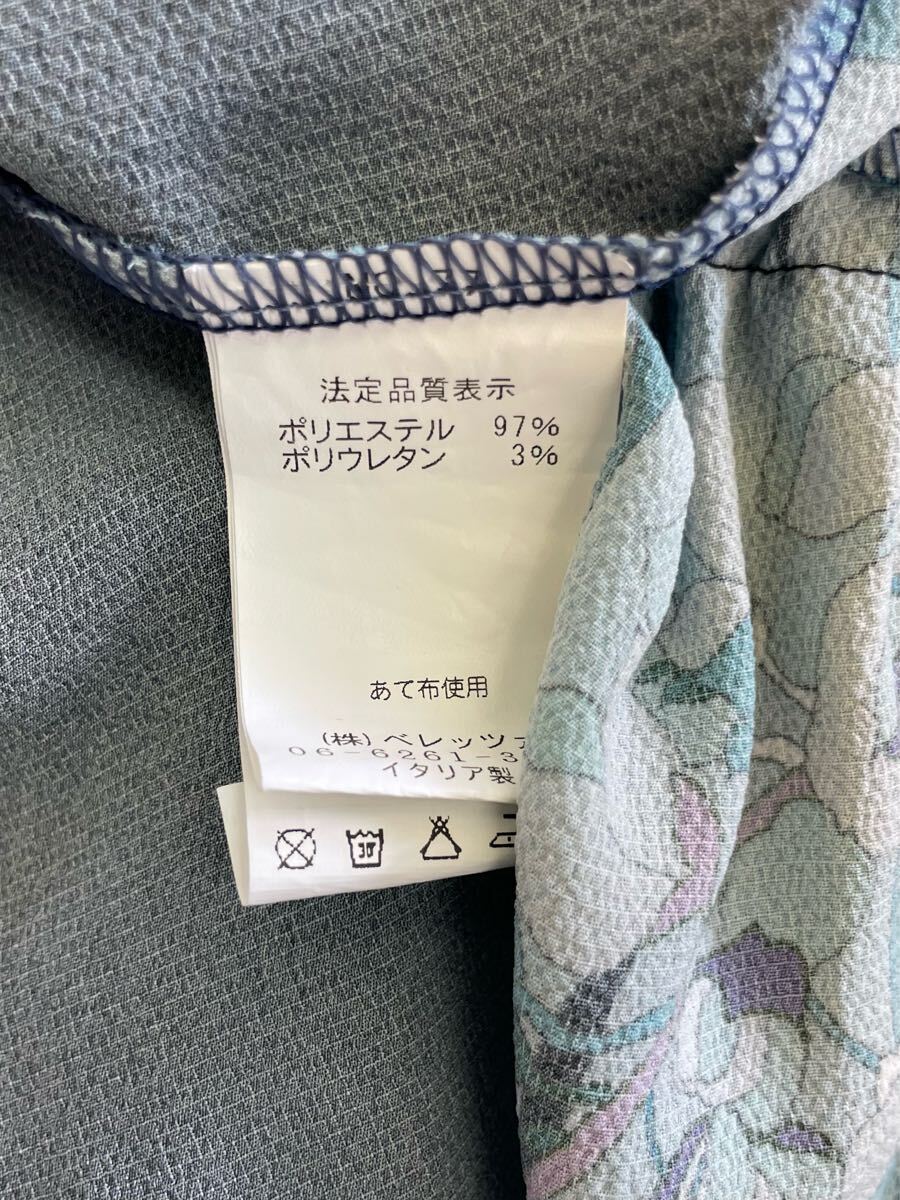 法定品質表示
ポリエステル 97%
ポリウレタン 3%
あて布使用
(株)ベレッツァ
06-6261-3
イタリア製
30